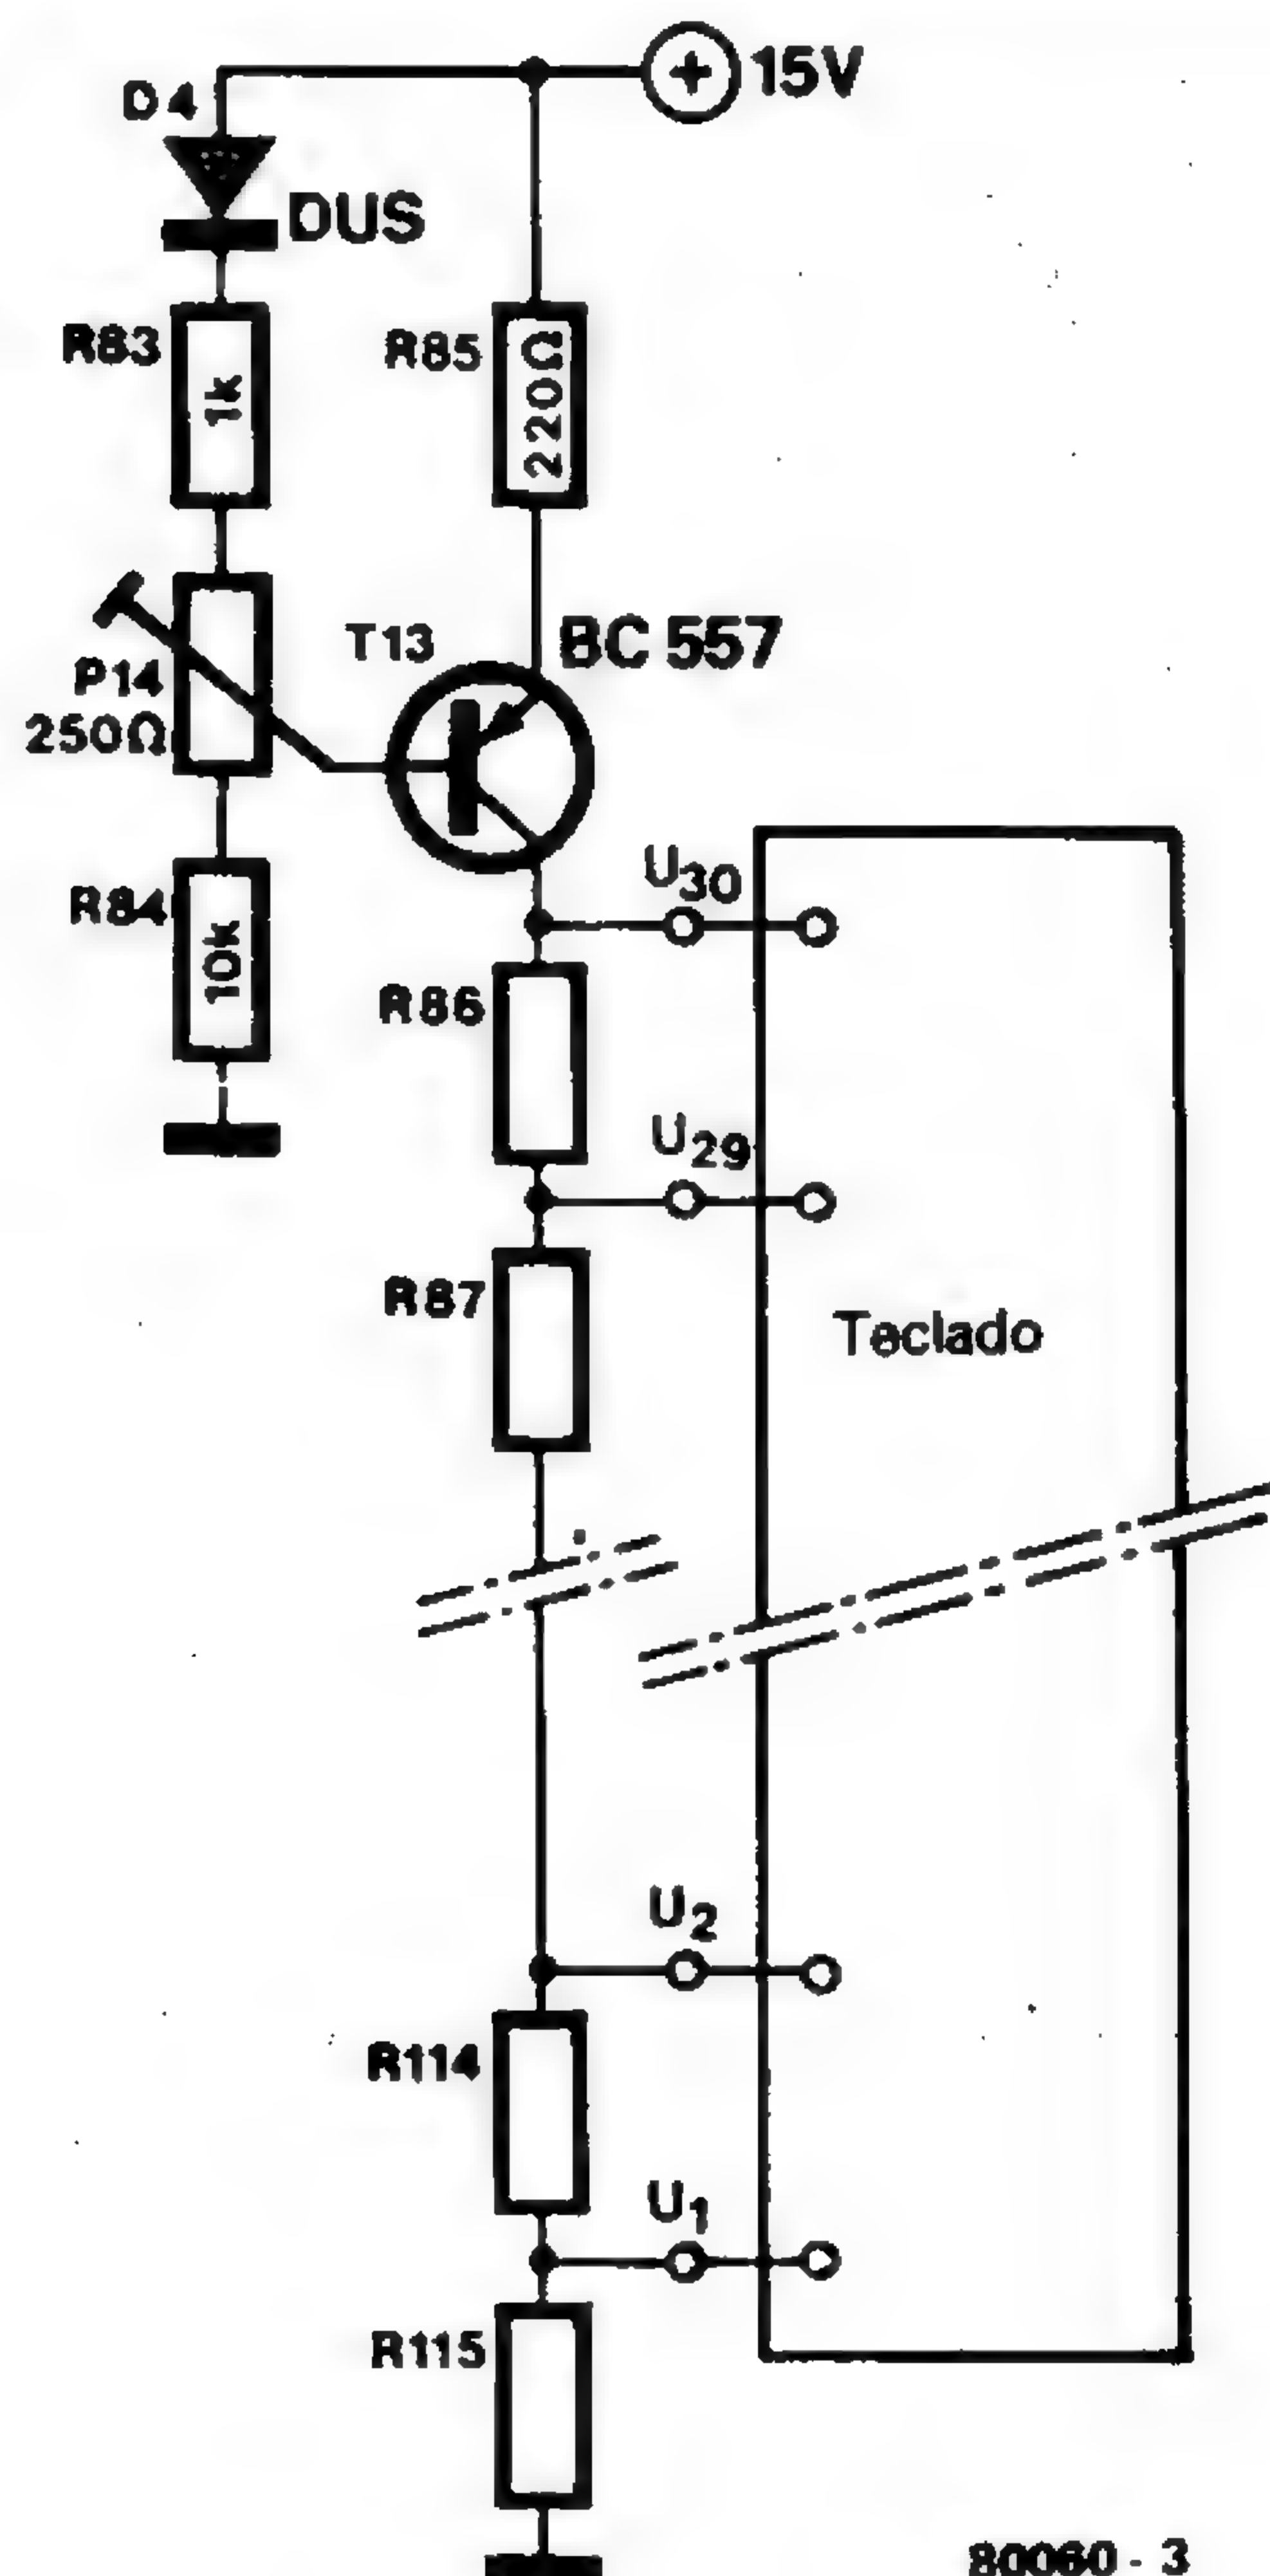 15V
D4
DUS
R83
1k
R85
220Ω
T13
BC 557
P14
250Ω
U30
R84
10k
R86
U29
R87
Teclado
U2
R114
U1
R115
80060 - 3